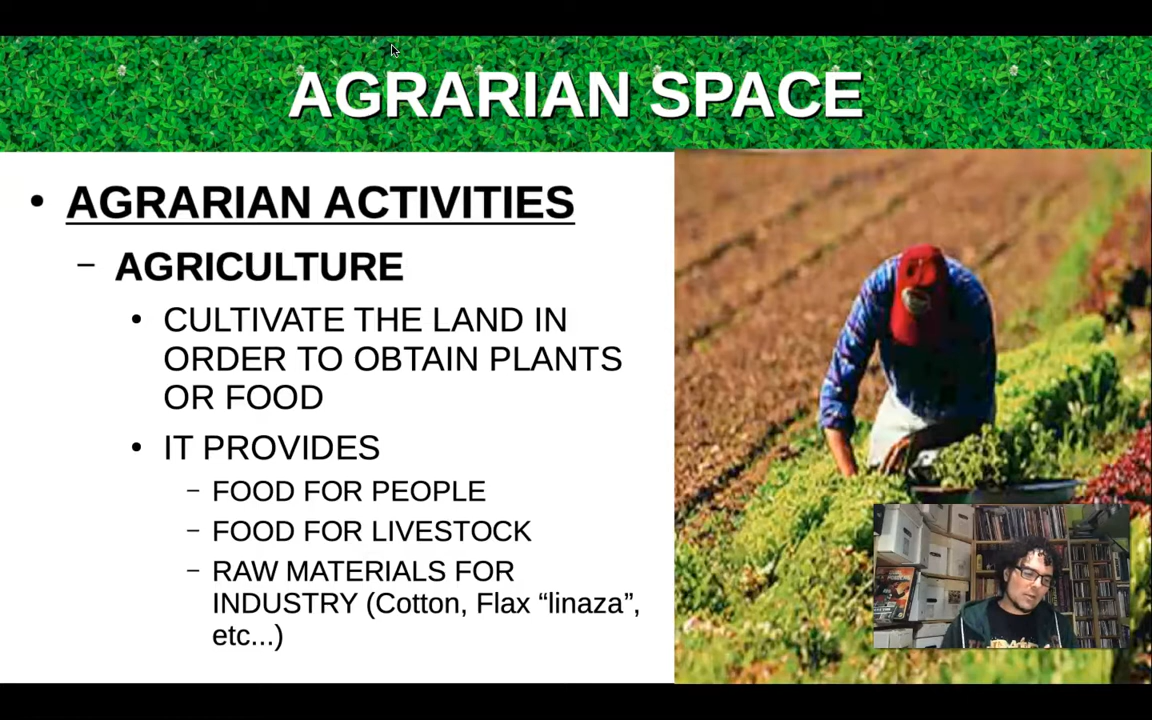 AGRARIAN SPACE
• AGRARIAN ACTIVITIES
– AGRICULTURE
• CULTIVATE THE LAND IN
ORDER TO OBTAIN PLANTS
OR FOOD
• IT PROVIDES
– FOOD FOR PEOPLE
– FOOD FOR LIVESTOCK
– RAW MATERIALS FOR
INDUSTRY (Cotton, Flax “linaza”,
etc...)